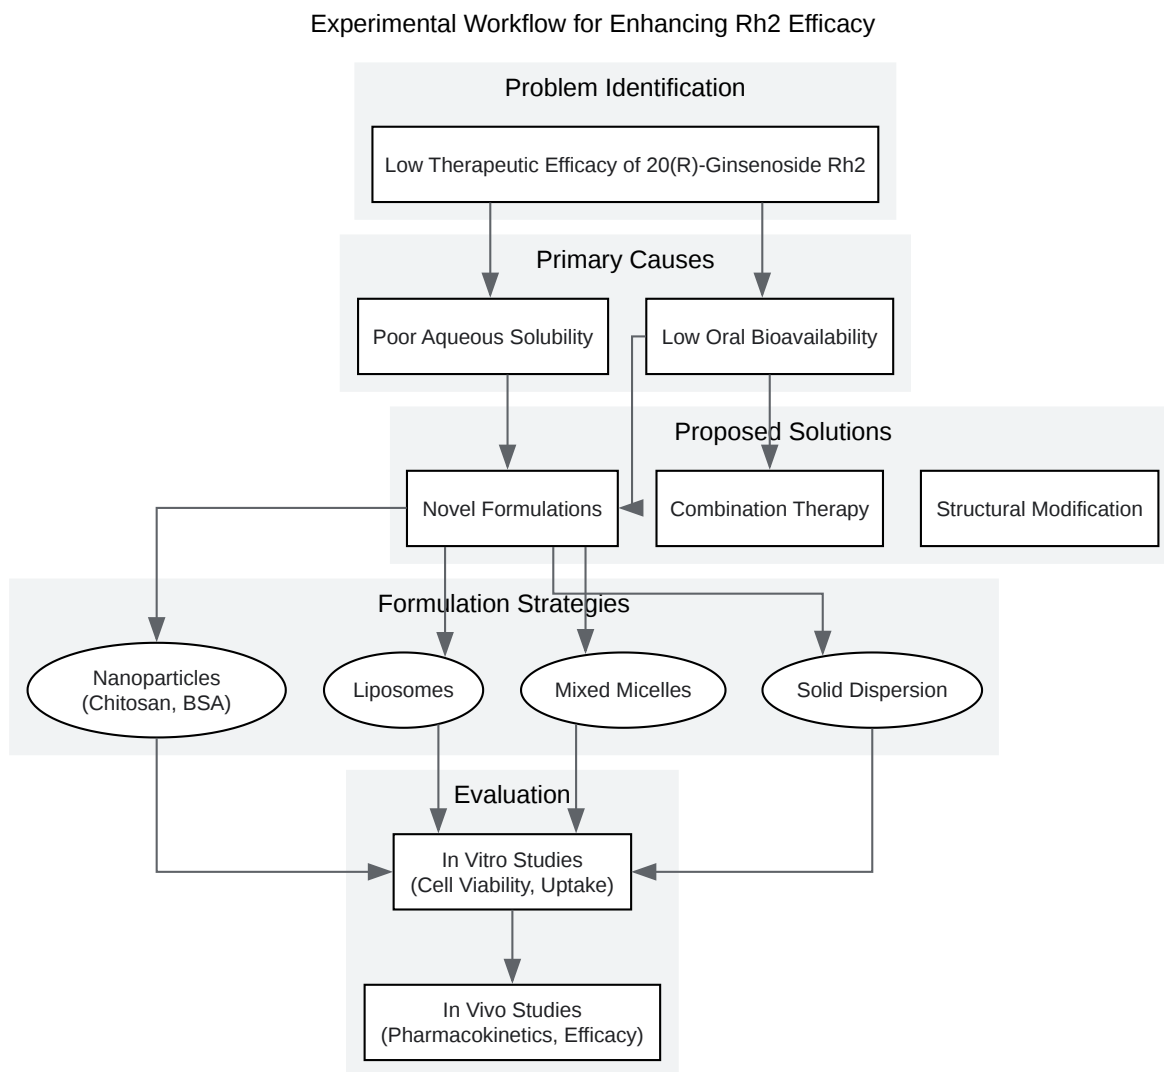 Experimental Workflow for Enhancing Rh2 Efficacy
Problem Identification
Low Therapeutic Efficacy of 20(R)-Ginsenoside Rh2
Primary Causes
Poor Aqueous Solubility
Low Oral Bioavailability
Proposed Solutions
Novel Formulations
Combination Therapy
Structural Modification
Formulation Strategies
Nanoparticles
(Chitosan, BSA)
Liposomes
Mixed Micelles
Solid Dispersion
Evaluation
In Vitro Studies
(Cell Viability, Uptake)
In Vivo Studies
(Pharmacokinetics, Efficacy)